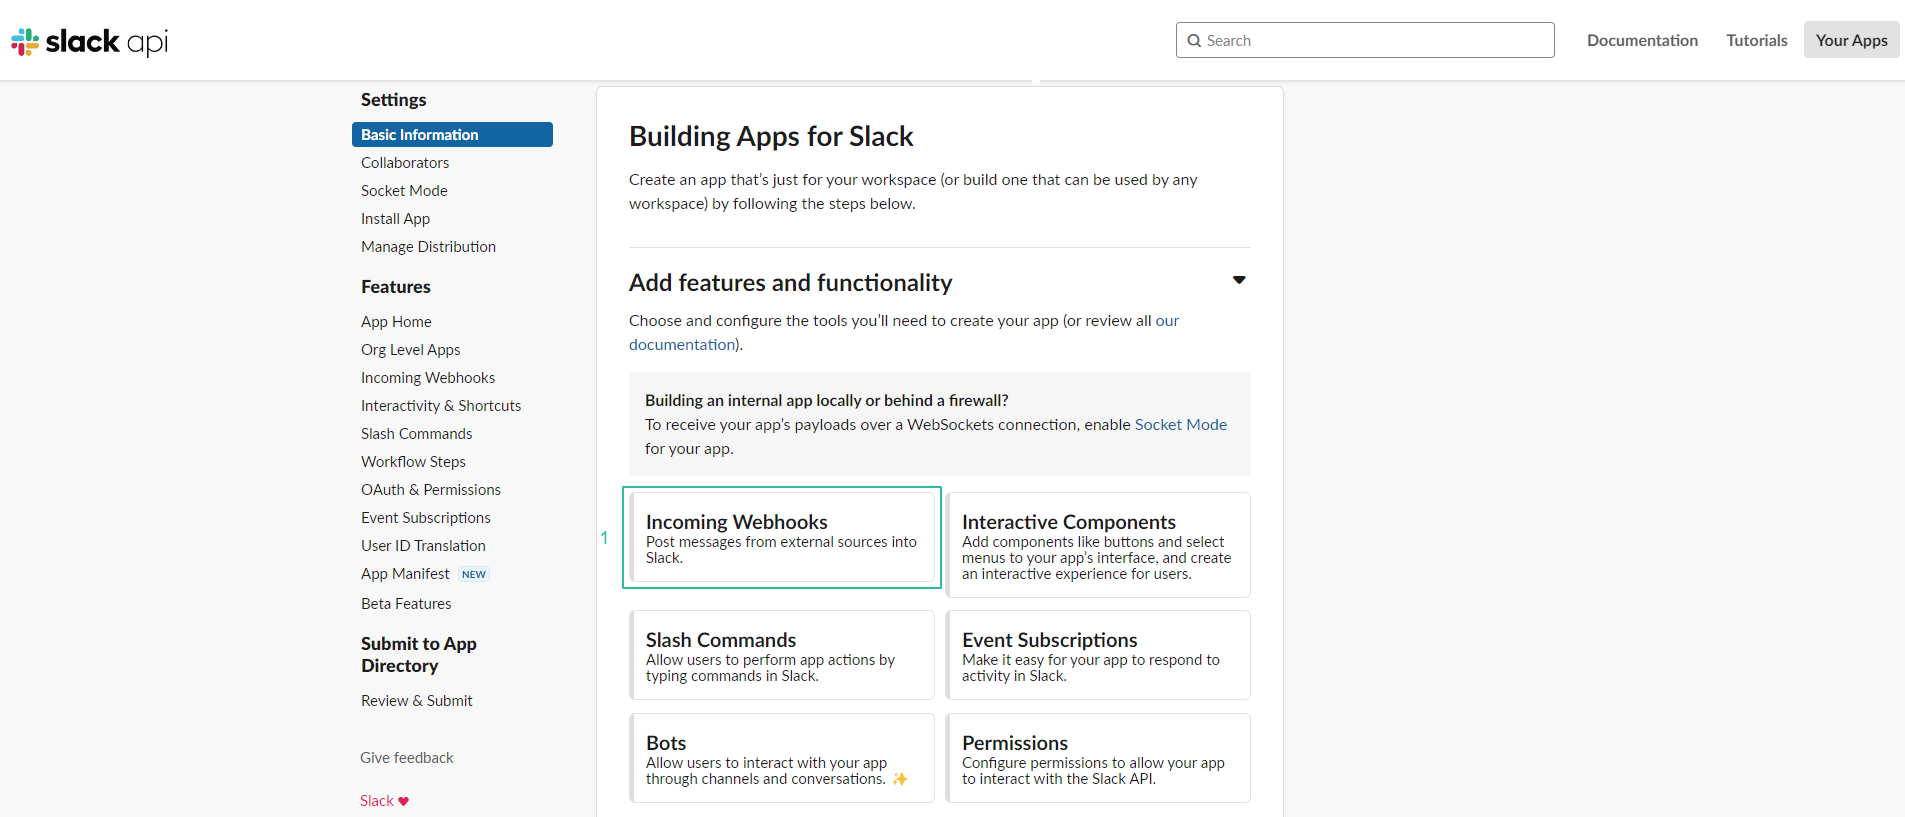 slack api
Search
Documentation
Tutorials
Your Apps
Settings
Basic Information
Collaborators
Socket Mode
Install App
Manage Distribution
Features
App Home
Org Level Apps
Incoming Webhooks
Interactivity & Shortcuts
Slash Commands
Workflow Steps
OAuth & Permissions
Event Subscriptions
User ID Translation
App Manifest NEW
Beta Features
Submit to App
Directory
Review & Submit
Give feedback
Slack ♥
Building Apps for Slack
Create an app that’s just for your workspace (or build one that can be used by any
workspace) by following the steps below.
Add features and functionality
Choose and configure the tools you’ll need to create your app (or review all our
documentation).
Building an internal app locally or behind a firewall?
To receive your app’s payloads over a WebSockets connection, enable Socket Mode
for your app.
1
Incoming Webhooks
Post messages from external sources into
Slack.
Interactive Components
Add components like buttons and select
menus to your app’s interface, and create
an interactive experience for users.
Slash Commands
Allow users to perform app actions by
typing commands in Slack.
Event Subscriptions
Make it easy for your app to respond to
activity in Slack.
Bots
Allow users to interact with your app
through channels and conversations. ✨
Permissions
Configure permissions to allow your app
to interact with the Slack API.